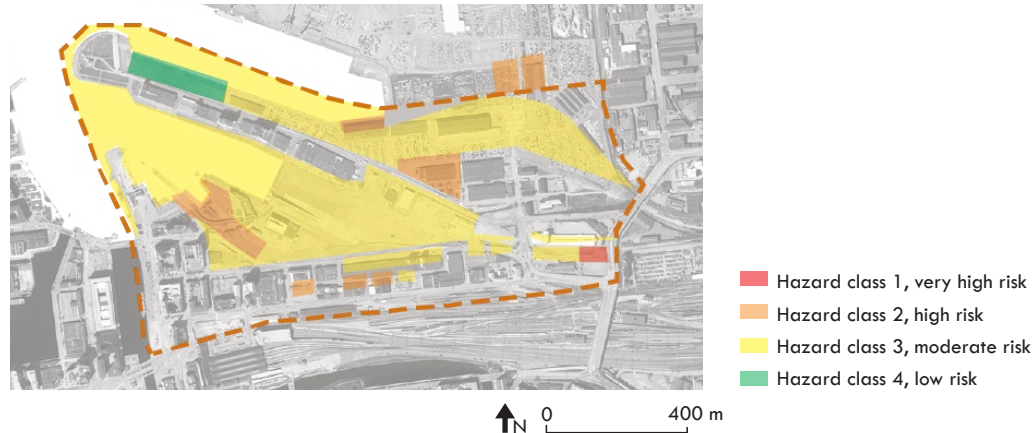 Hazard class 1, very high risk
Hazard class 2, high risk
Hazard class 3, moderate risk
Hazard class 4, low risk
N
0
400 m